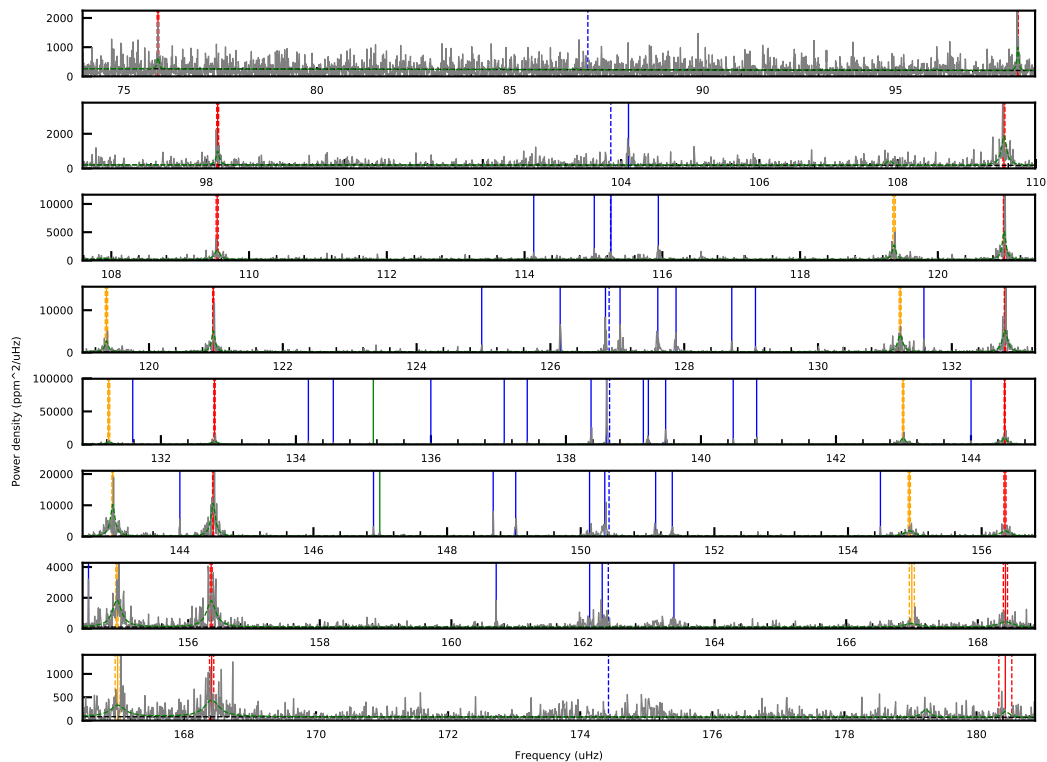 2000
1000
0
75 80 85 90 95
2000
0
98 100 102 104 106 108 110
10000
5000
0
108 110 112 114 116 118 120
10000
0
120 122 124 126 128 130 132
100000
50000
0
132 134 136 138 140 142 144
20000
10000
0
144 146 148 150 152 154 156
4000
2000
0
156 158 160 162 164 166 168
1000
500
0
168 170 172 174 176 178 180
Power density (ppm^2/uHz)
Frequency (uHz)